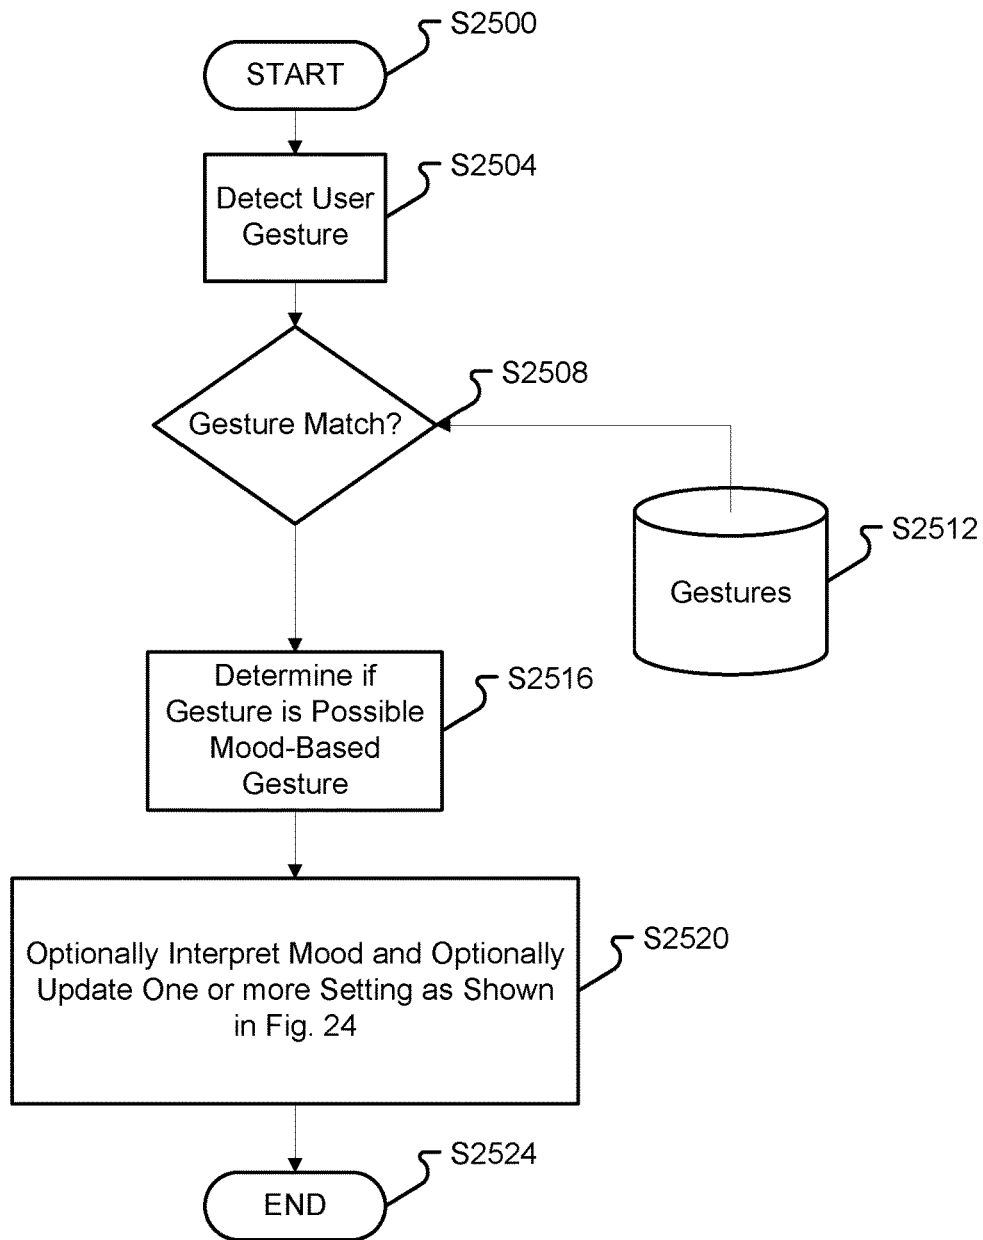 S2500
START
S2504
Detect User
Gesture
S2508
Gesture Match?
S2512
Gestures
S2516
Determine if
Gesture is Possible
Mood-Based
Gesture
S2520
Optionally Interpret Mood and Optionally
Update One or more Setting as Shown
in Fig. 24
S2524
END